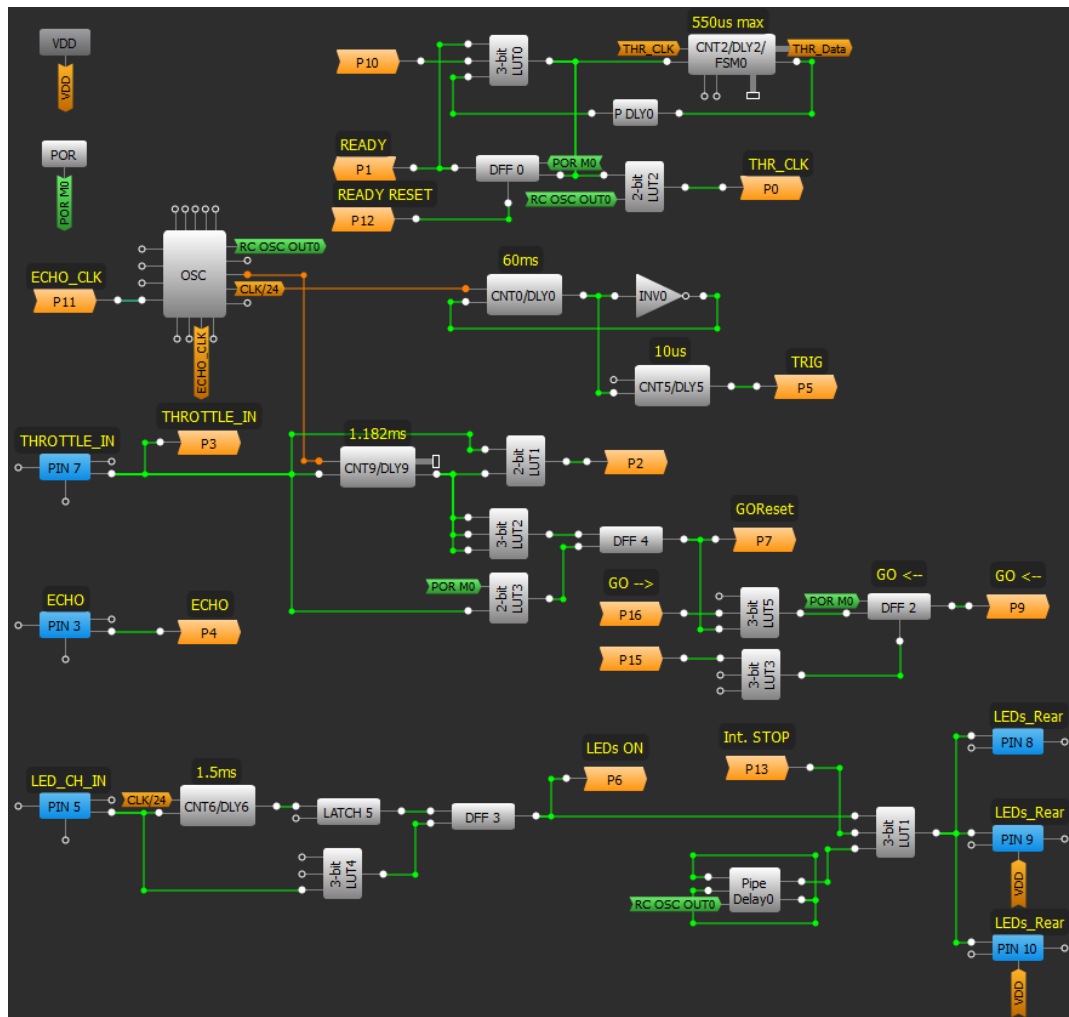 VDD
VDD
POR
POR M0
P10
3-bit
LUT0
550us max
THR_CLK
CNT2/DLY2/
FSM0
THR_Data
P DLY0
READY
P1
DFF 0
POR M0
READY RESET
P12
RC OSC OUT0
2-bit
LUT2
THR_CLK
P0
OSC
RC OSC OUT0
CLK/24
ECHO_CLK
P11
ECHO_CLK
60ms
CNT0/DLY0
INV0
10us
CNT5/DLY5
TRIG
P5
THROTTLE_IN
P3
THROTTLE_IN
PIN 7
1.182ms
CNT9/DLY9
2-bit
LUT1
P2
3-bit
LUT2
DFF 4
GOReset
P7
POR M0
2-bit
LUT3
GO -->
P16
3-bit
LUT5
POR M0
GO <--
DFF 2
GO <--
P9
P15
3-bit
LUT3
ECHO
PIN 3
ECHO
P4
LED_CH_IN
PIN 5
CLK/24
1.5ms
CNT6/DLY6
LATCH 5
DFF 3
3-bit
LUT4
LEDs ON
P6
Int. STOP
P13
3-bit
LUT1
RC OSC OUT0
Pipe
Delay0
LEDs_Rear
PIN 8
LEDs_Rear
PIN 9
VDD
LEDs_Rear
PIN 10
VDD